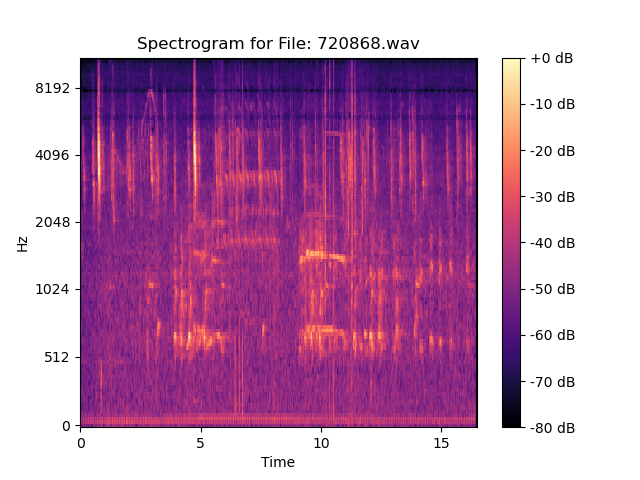 Spectrogram for File: 720868.wav
8192
4096
2048
1024
512
0
Hz
0
5
10
15
Time
+0 dB
-10 dB
-20 dB
-30 dB
-40 dB
-50 dB
-60 dB
-70 dB
-80 dB